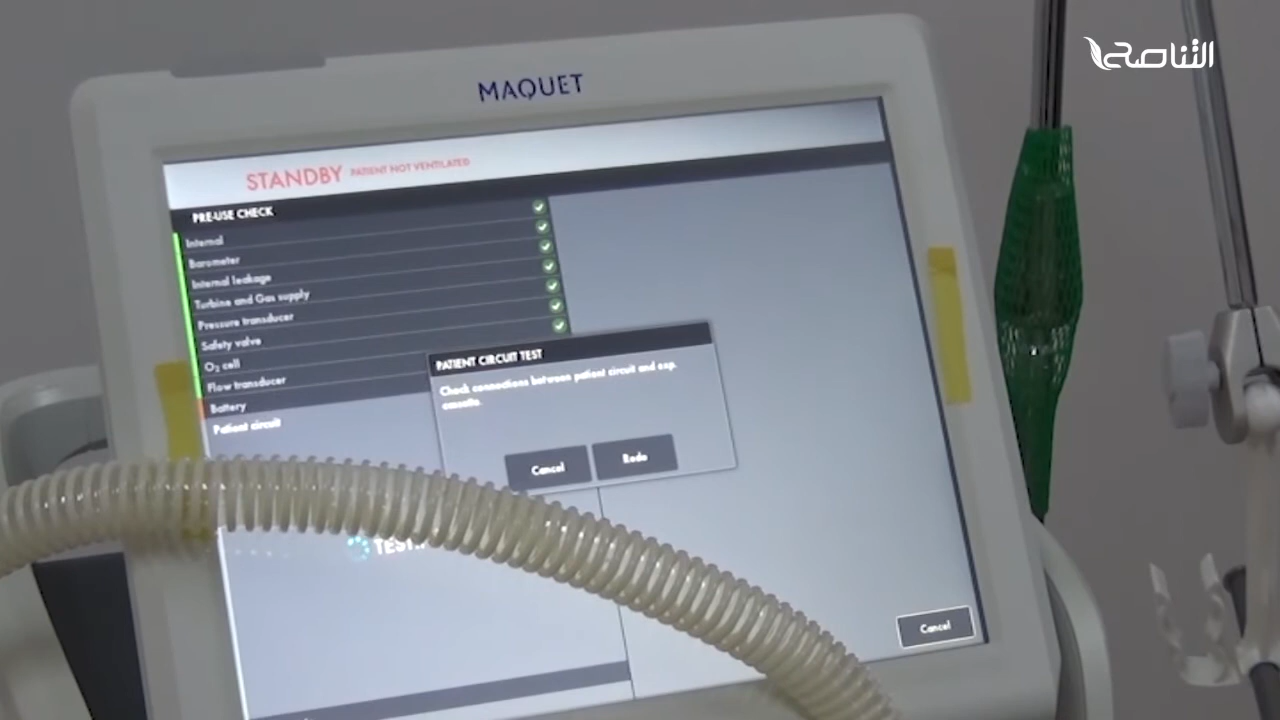 الثناصحي
MAQUET
STANDBY PATIENT NOT VENTILATED
PRE-USE CHECK
Internal
Barometer
Internal leakage
Turbine and Gas supply
Pressure transducer
Safety valve
O₂ cell
Flow transducer
Battery
Patient circuit
PATIENT CIRCUIT TEST
Check connections between patient circuit and exp.
cassette.
Cancel
Redo
Cancel